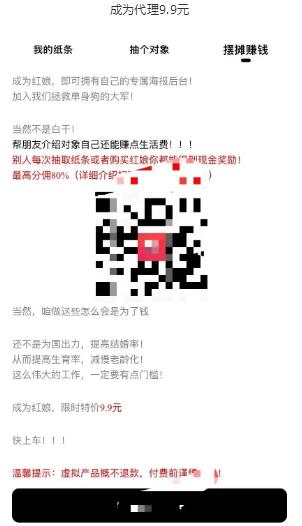 成为代理9.9元
我的纸条 抽个对象 摆摊赚钱
成为红娘，即可拥有自己的专属海报后台！
加入我们拯救单身狗的大军！
当然不是白干！
帮朋友介绍对象自己还能赚点生活费！！！
别人每次抽取纸条或者购买红娘你都能得到现金奖励！
最高分佣80%（详细介绍
）
当然，咱做这些怎么会是为了钱
还不是为国出力，提高结婚率！
从而提高生育率，减慢老龄化！
这么伟大的工作，一定要有点门槛！
成为红娘，限时特价9.9元
快上车！！！
温馨提示：虚拟产品概不退款，付费前谨
！